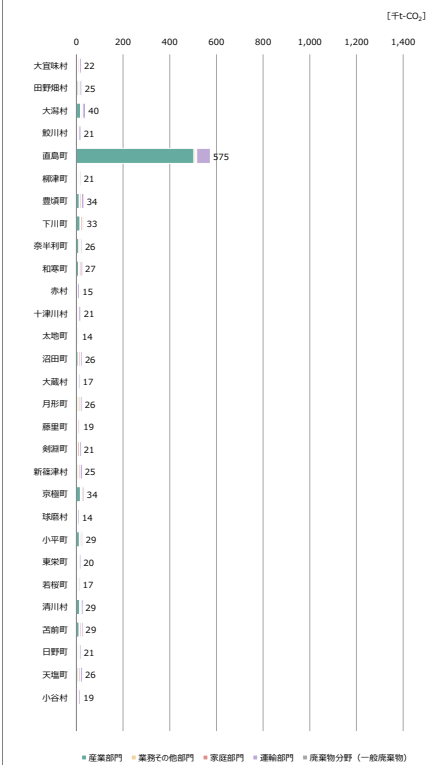 [千t-CO₂]
0 200 400 600 800 1,000 1,200 1,400
大宜味村 22
田野畑村 25
大潟村 40
鮫川村 21
直島町 575
柳津町 21
豊頃町 34
下川町 33
奈半利町 26
和寒町 27
赤村 15
十津川村 21
太地町 14
沼田町 26
大蔵村 17
月形町 26
藤里町 19
剣淵町 21
新篠津村 25
京極町 34
球磨村 14
小平町 29
東栄町 20
若桜町 17
清川村 29
苫前町 29
日野町 21
天塩町 26
小谷村 19
産業部門 業務その他部門 家庭部門 運輸部門 廃棄物分野（一般廃棄物）